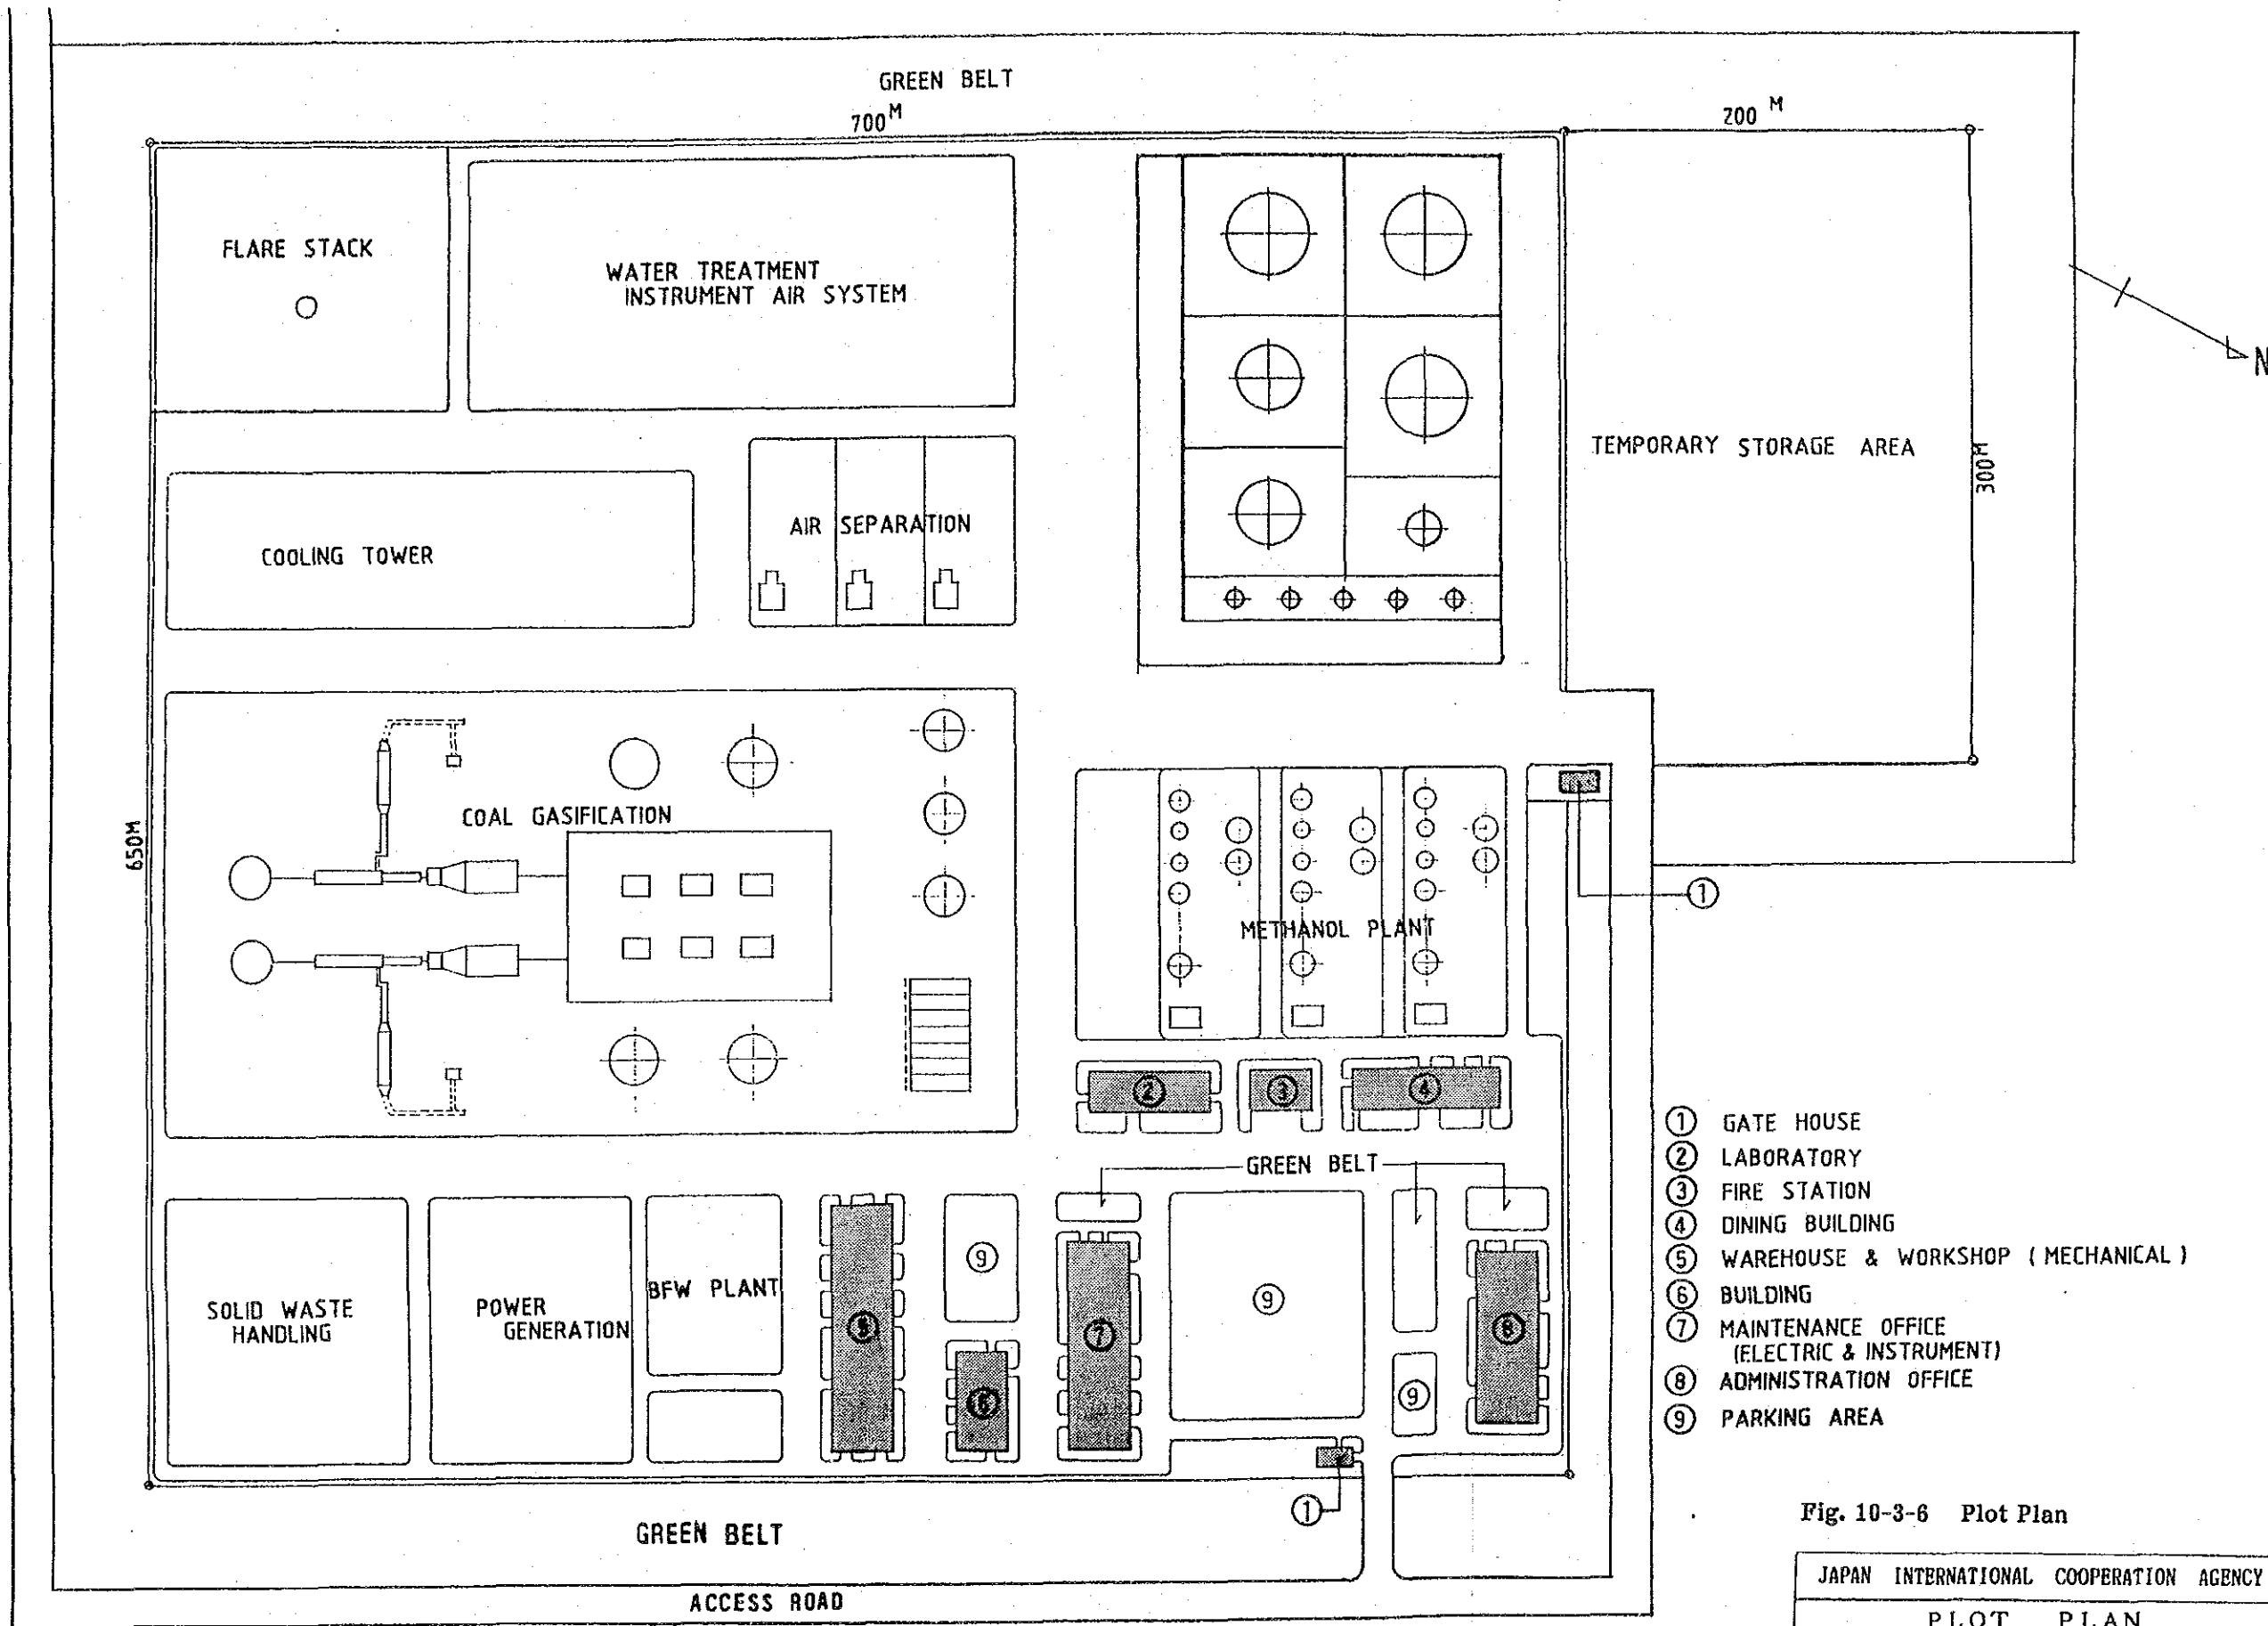 GREEN BELT
700M
200 M
FLARE STACK
WATER TREATMENT
INSTRUMENT AIR SYSTEM
N
TEMPORARY STORAGE AREA
300M
AIR SEPARATION
COOLING TOWER
COAL GASIFICATION
650M
1
METHANOL PLANT
2
3
4
GREEN BELT
9
5
7
9
8
6
9
BFW PLANT
SOLID WASTE
HANDLING
POWER
GENERATION
1
1 GATE HOUSE
2 LABORATORY
3 FIRE STATION
4 DINING BUILDING
5 WAREHOUSE & WORKSHOP (MECHANICAL)
6 BUILDING
7 MAINTENANCE OFFICE
(ELECTRIC & INSTRUMENT)
8 ADMINISTRATION OFFICE
9 PARKING AREA
GREEN BELT
ACCESS ROAD
Fig. 10-3-6 Plot Plan
JAPAN INTERNATIONAL COOPERATION AGENCY
PLOT PLAN